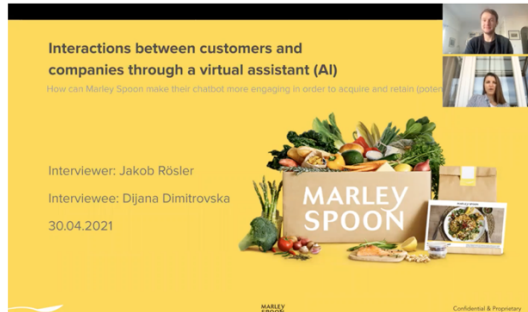 Interactions between customers and
companies through a virtual assistant (AI)
How can Marley Spoon make their chatbot more engaging in order to acquire and retain (poten
Interviewer: Jakob Rösler
Interviewee: Dijana Dimitrovska
30.04.2021
MARLEY
SPOON
MARLEY
SPOON
Confidential & Proprietary